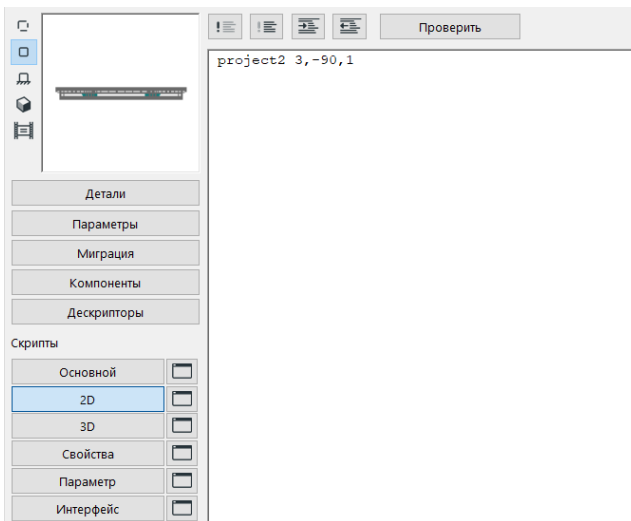 Проверить
project2 3,-90,1
Детали
Параметры
Миграция
Компоненты
Дескрипторы
Скрипты
Основной
2D
3D
Свойства
Параметр
Интерфейс